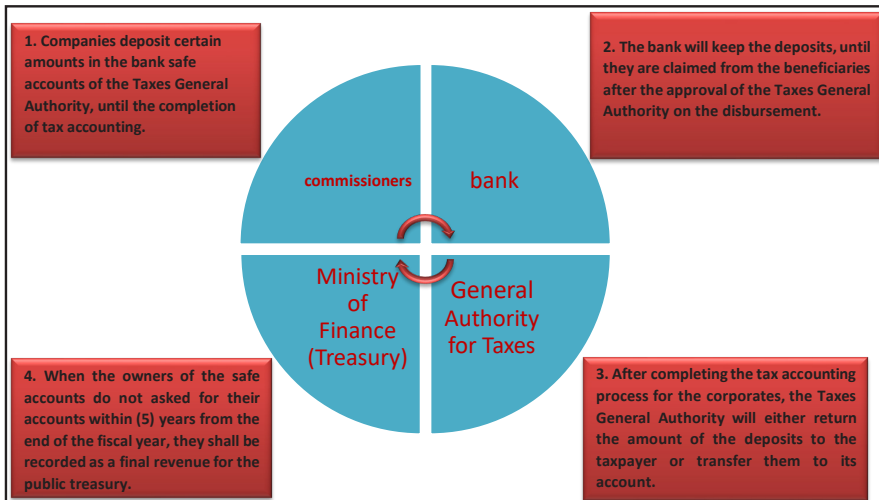 1. Companies deposit certain
amounts in the bank safe
accounts of the Taxes General
Authority, until the completion
of tax accounting.
2. The bank will keep the deposits, until
they are claimed from the beneficiaries
after the approval of the Taxes General
Authority on the disbursement.
commissioners
bank
Ministry
of
Finance
(Treasury)
General
Authority
for Taxes
4. When the owners of the safe
accounts do not asked for their
accounts within (5) years from the
end of the fiscal year, they shall be
recorded as a final revenue for the
public treasury.
3. After completing the tax accounting
process for the corporates, the Taxes
General Authority will either return
the amount of the deposits to the
taxpayer or transfer them to its
account.